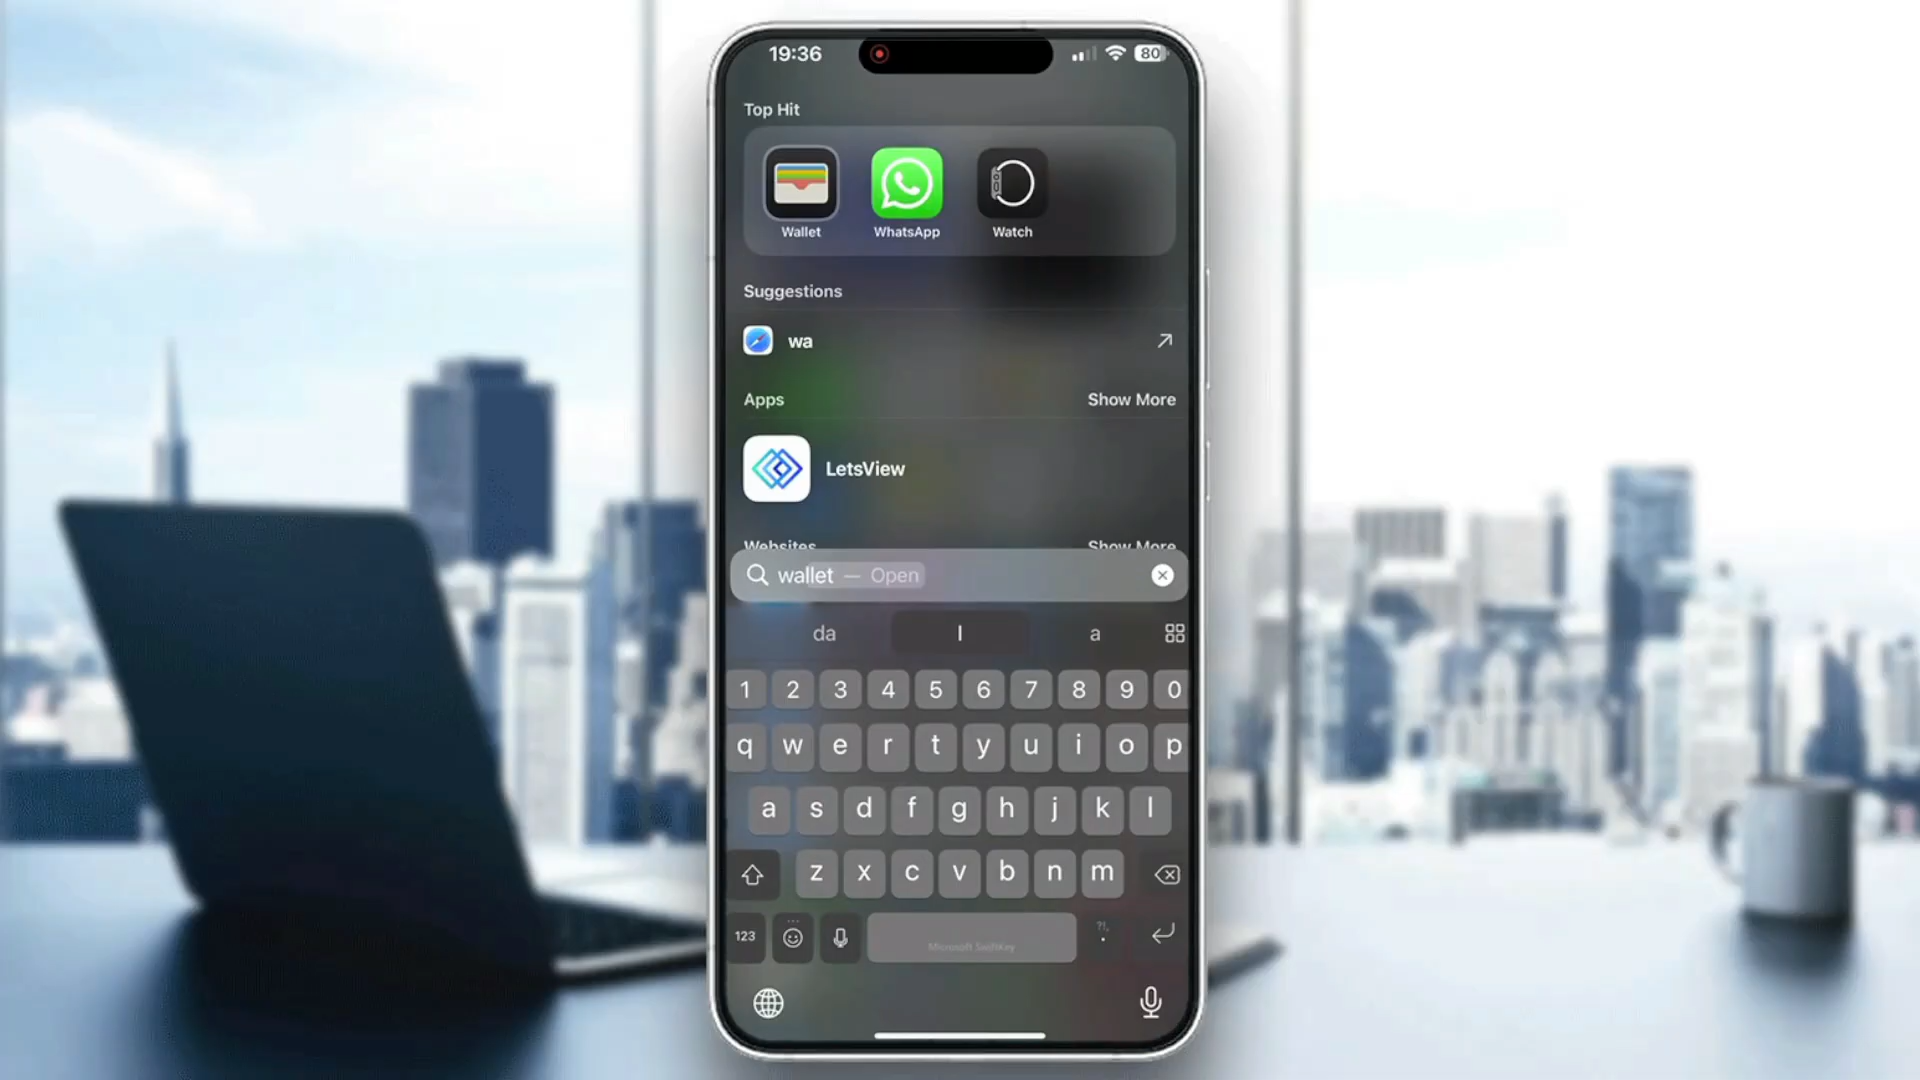 19:36
80
Top Hit
Wallet
WhatsApp
Watch
Suggestions
wa
Apps
Show More
LetsView
Websites
Show More
wallet — Open
da
I
a
1 2 3 4 5 6 7 8 9 0
q w e r t y u i o p
a s d f g h j k l
z x c v b n m
123
?!,
.
Microsoft SwiftKey